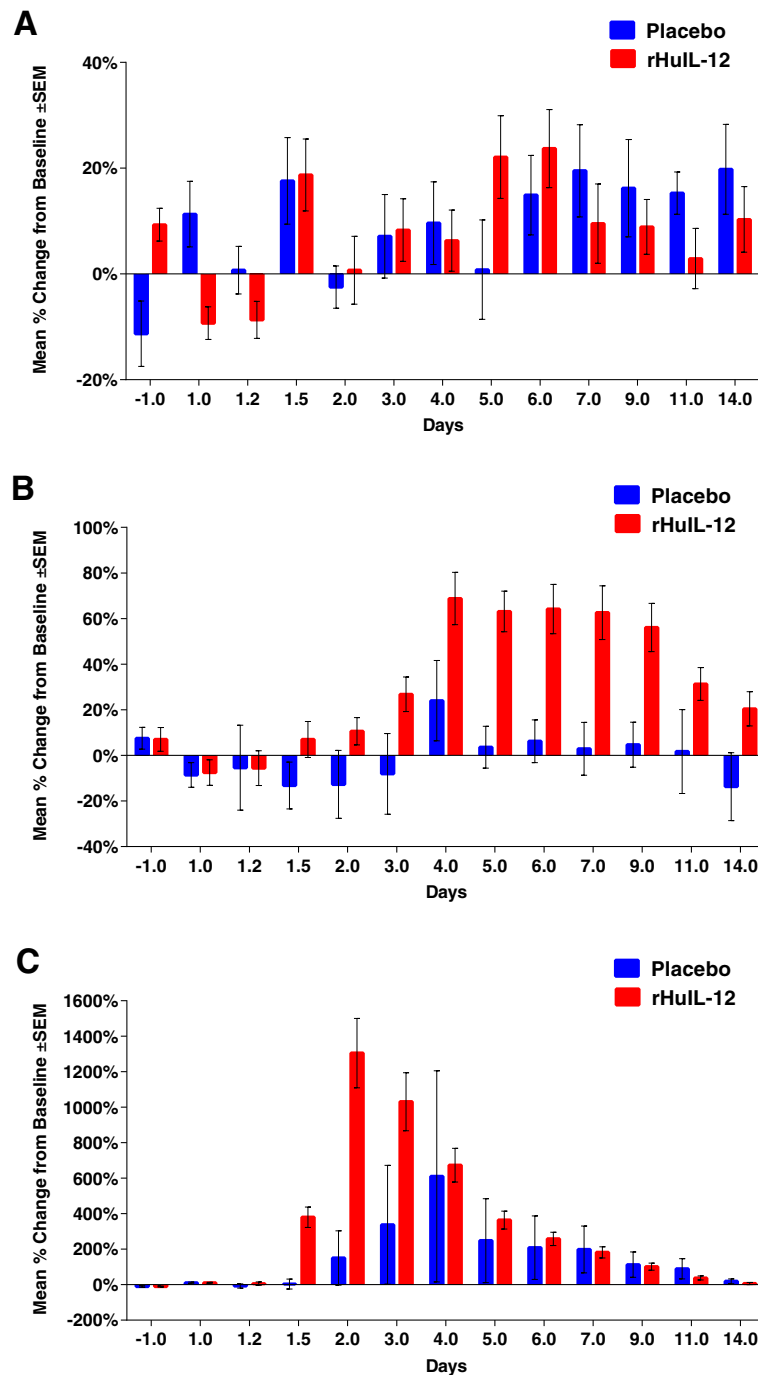 A
Placebo
rHuIL-12
Mean % Change from Baseline ±SEM
40%
20%
0%
-20%
-1.0 1.0 1.2 1.5 2.0 3.0 4.0 5.0 6.0 7.0 9.0 11.0 14.0
Days
B
Placebo
rHuIL-12
Mean % Change from Baseline ±SEM
100%
80%
60%
40%
20%
0%
-20%
-40%
-1.0 1.0 1.2 1.5 2.0 3.0 4.0 5.0 6.0 7.0 9.0 11.0 14.0
Days
C
Placebo
rHuIL-12
Mean % Change from Baseline ±SEM
1600%
1400%
1200%
1000%
800%
600%
400%
200%
0%
-200%
-1.0 1.0 1.2 1.5 2.0 3.0 4.0 5.0 6.0 7.0 9.0 11.0 14.0
Days